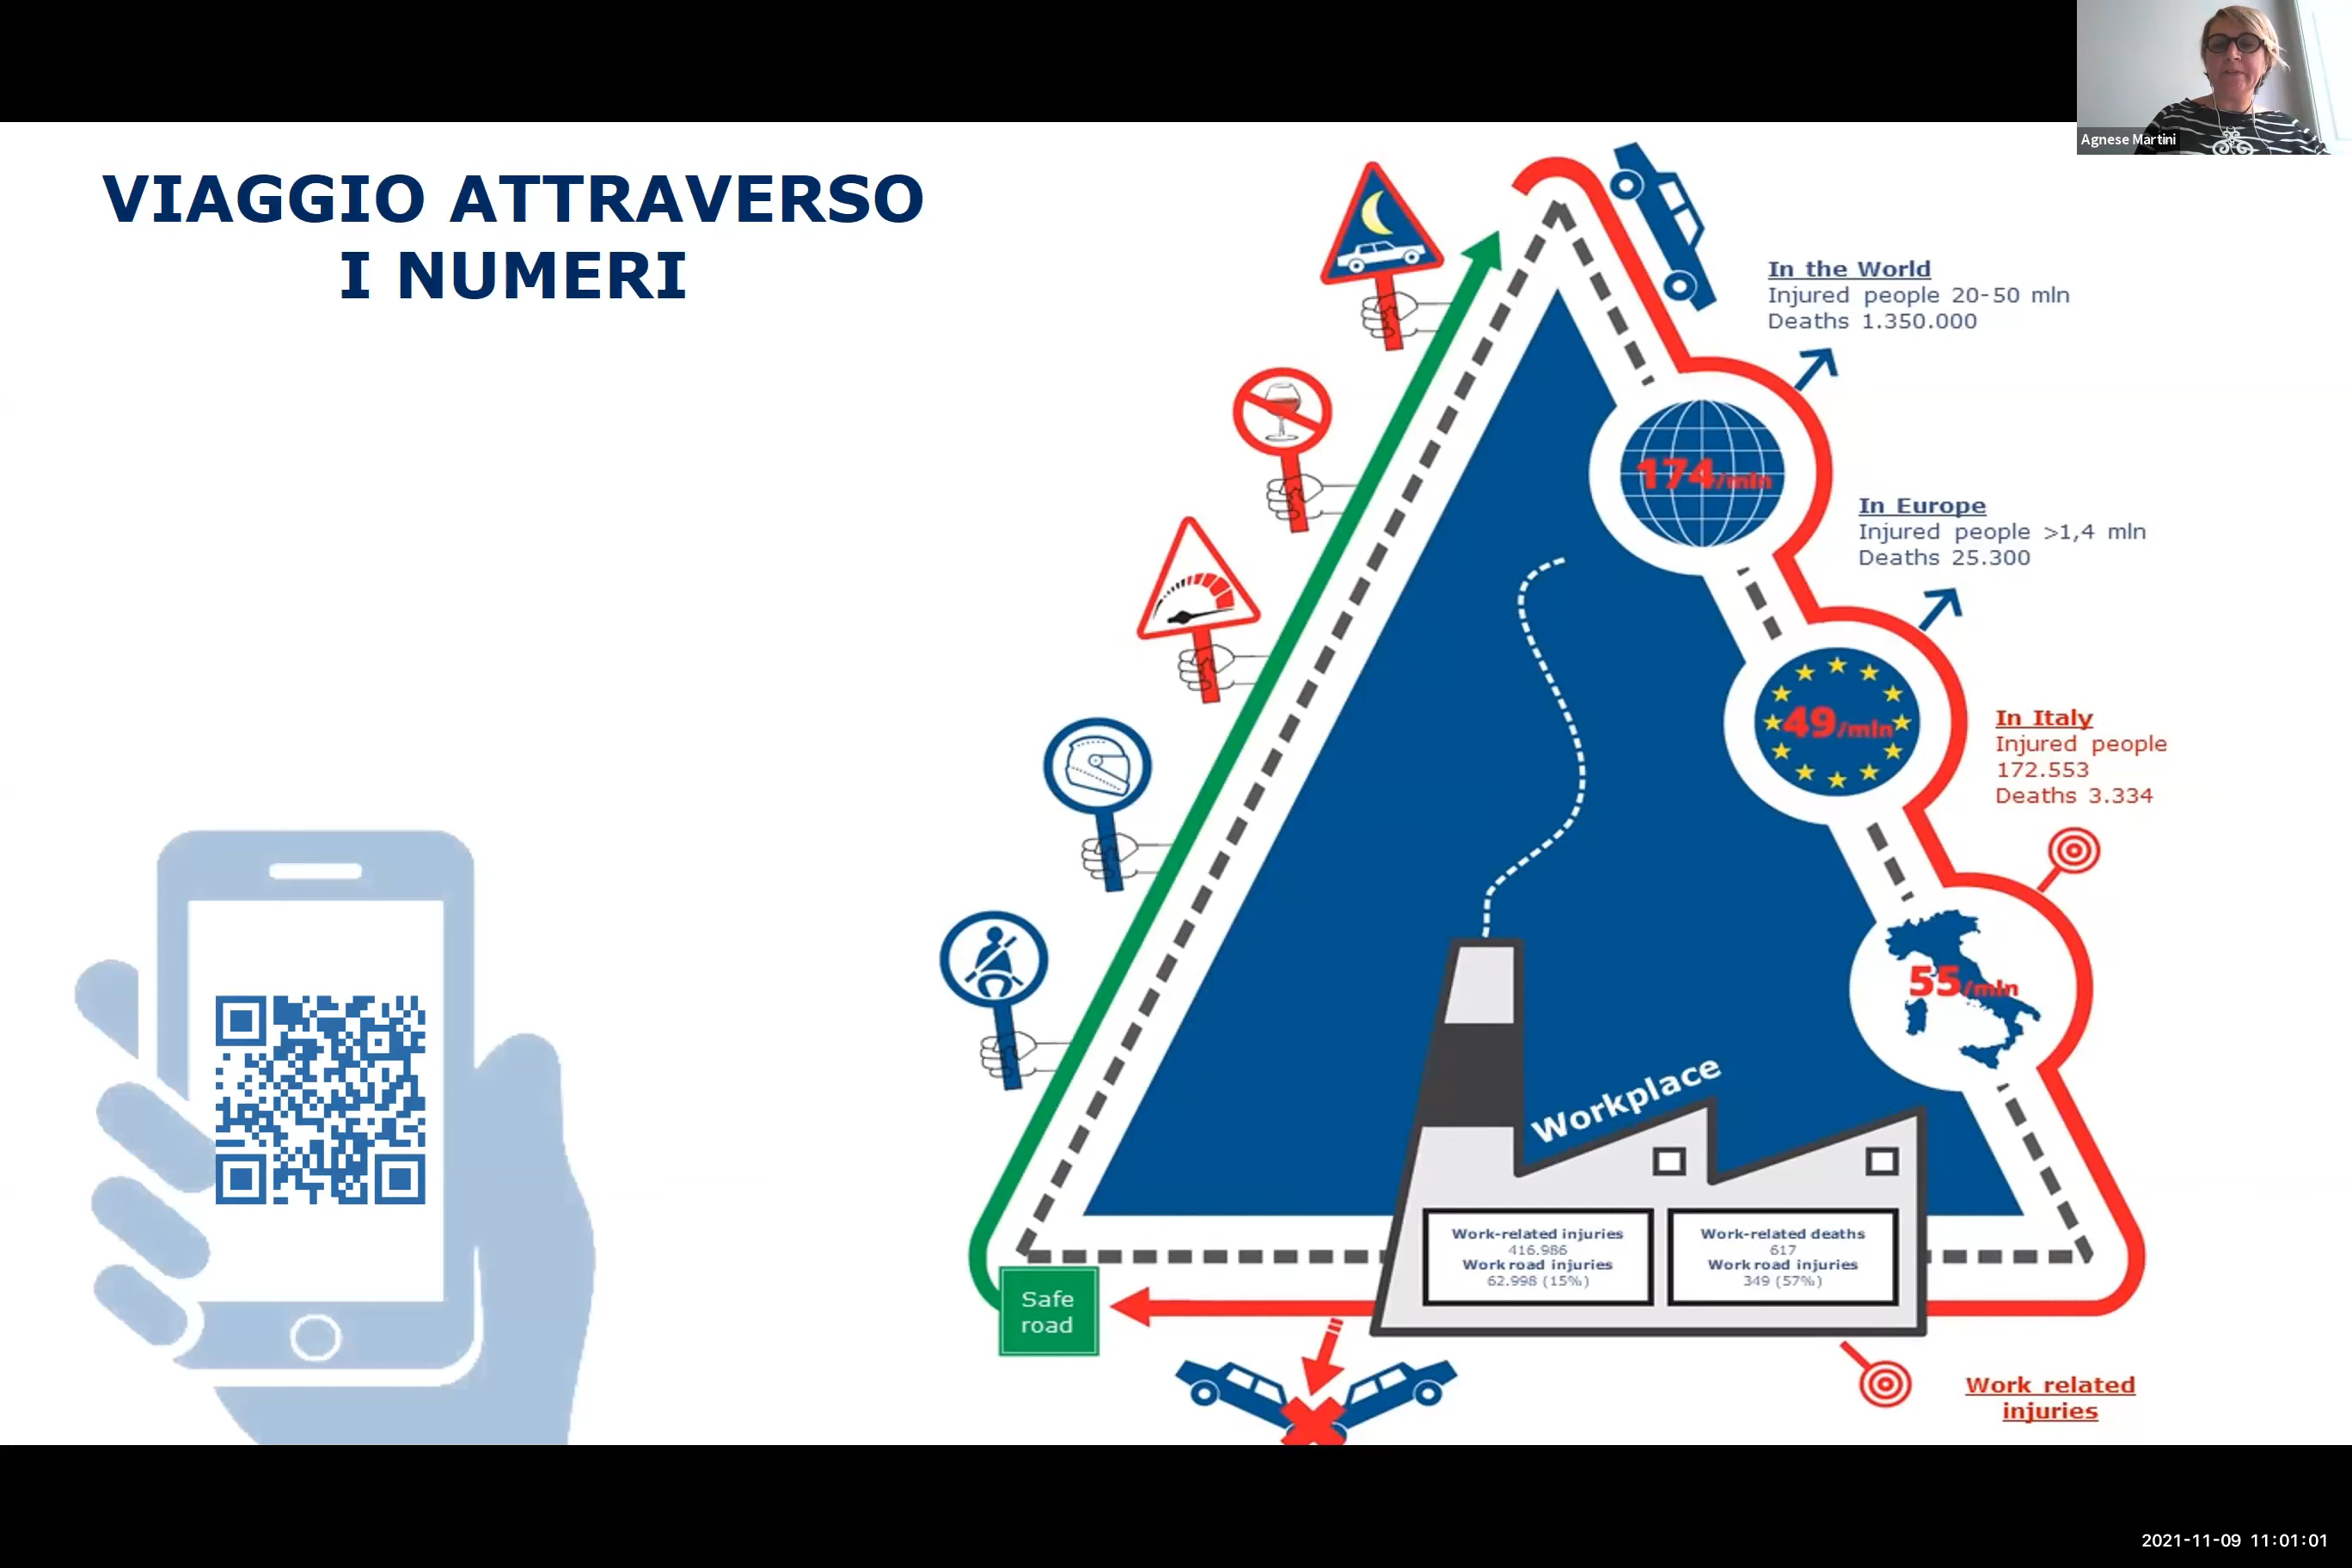 Agnese Martini
VIAGGIO ATTRAVERSO
I NUMERI
In the World
Injured people 20-50 mln
Deaths 1.350.000
174/mln
In Europe
Injured people >1,4 mln
Deaths 25.300
49/mln
In Italy
Injured people
172.553
Deaths 3.334
55/mln
Workplace
Work-related injuries
416.986
Work road injuries
62.998 (15%)
Work-related deaths
617
Work road injuries
349 (57%)
Safe
road
Work related
injuries
2021-11-09 11:01:01